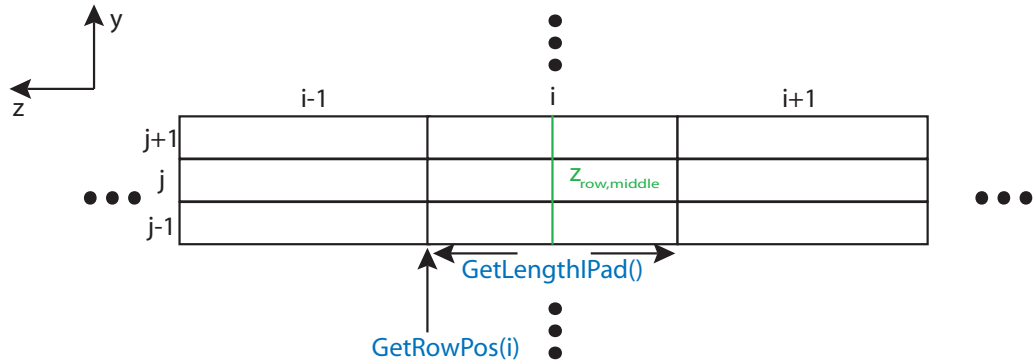 y
z
i-1
i
i+1
j+1
j
j-1
z_row,middle
GetLengthIPad()
GetRowPos(i)